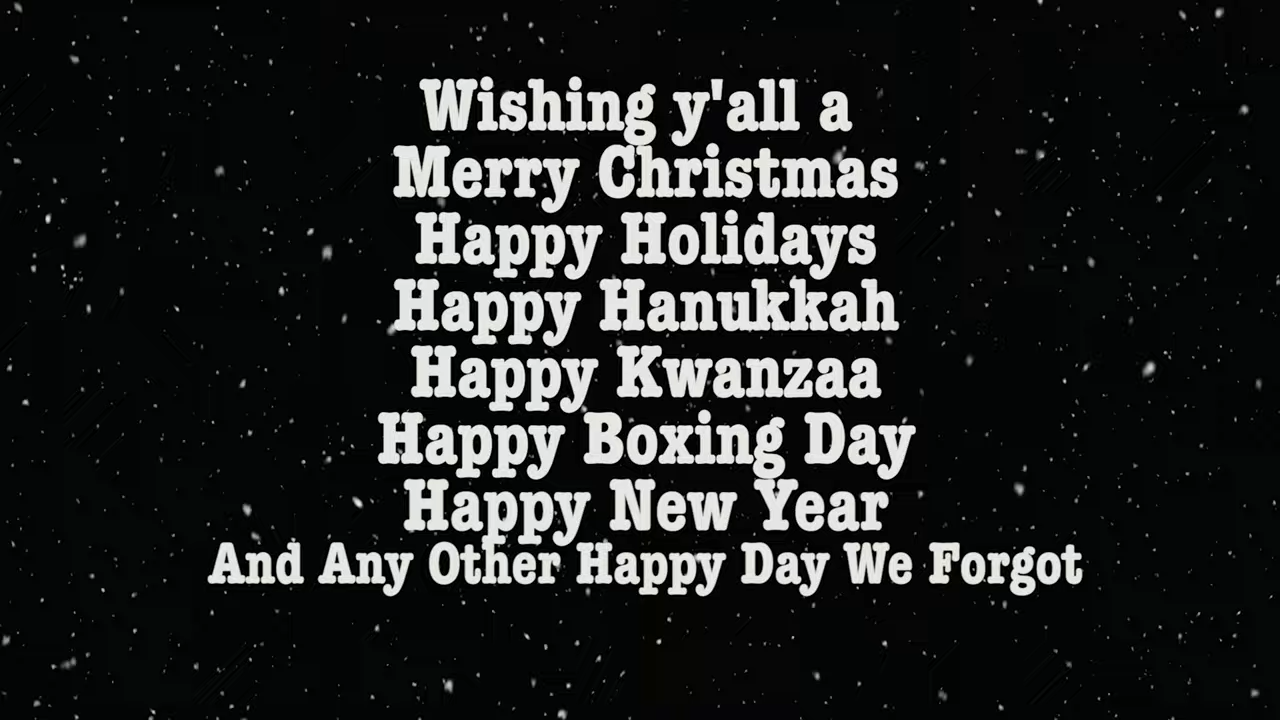 Wishing y'all a
Merry Christmas
Happy Holidays
Happy Hanukkah
Happy Kwanzaa
Happy Boxing Day
Happy New Year
And Any Other Happy Day We Forgot